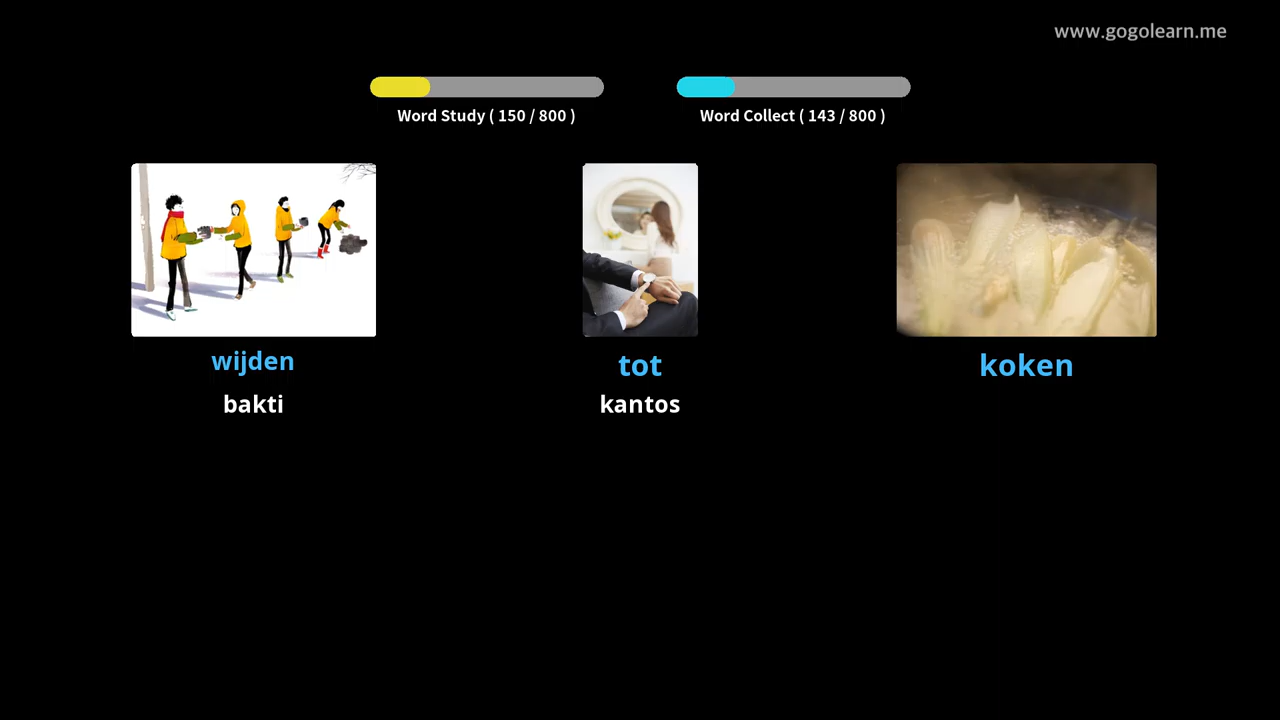 www.gogolearn.me
Word Study ( 150 / 800 )
Word Collect ( 143 / 800 )
wijden
bakti
tot
kantos
koken